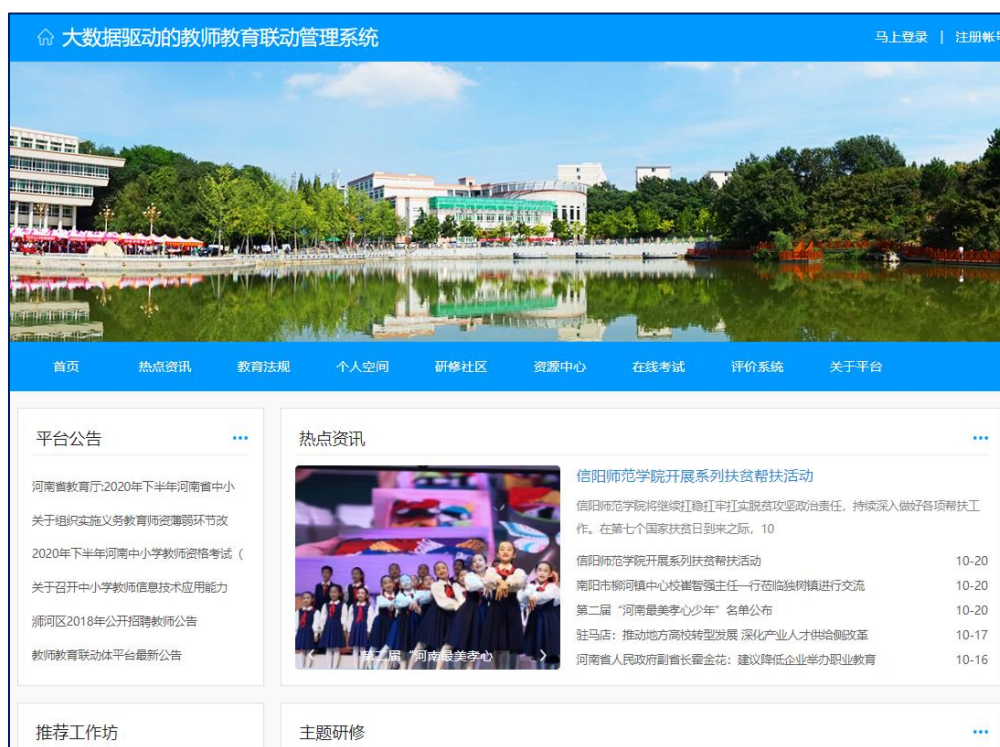 大数据驱动的教师教育联动管理系统
马上登录 | 注册帐号
首页 热点资讯 教育法规 个人空间 研修社区 资源中心 在线考试 评价系统 关于平台
平台公告
河南省教育厅:2020年下半年河南省中小
关于组织实施义务教育师资薄弱环节改
2020年下半年河南中小学教师资格考试（
关于召开中小学教师信息技术应用能力
浉河区2018年公开招聘教师公告
教师教育联动体平台最新公告
热点资讯
第二届“河南最美孝心
信阳师范学院开展系列扶贫帮扶活动
信阳师范学院将继续扛稳扛牢扛实脱贫攻坚政治责任，持续深入做好各项帮扶工
作。在第七个国家扶贫日到来之际，10
信阳师范学院开展系列扶贫帮扶活动 10-20
南阳市柳河镇中心校崔智强主任一行莅临独树镇进行交流 10-20
第二届“河南最美孝心少年”名单公布 10-20
驻马店：推动地方高校转型发展 深化产业人才供给侧改革 10-17
河南省人民政府副省长霍金花：建议降低企业举办职业教育 10-16
推荐工作坊
主题研修